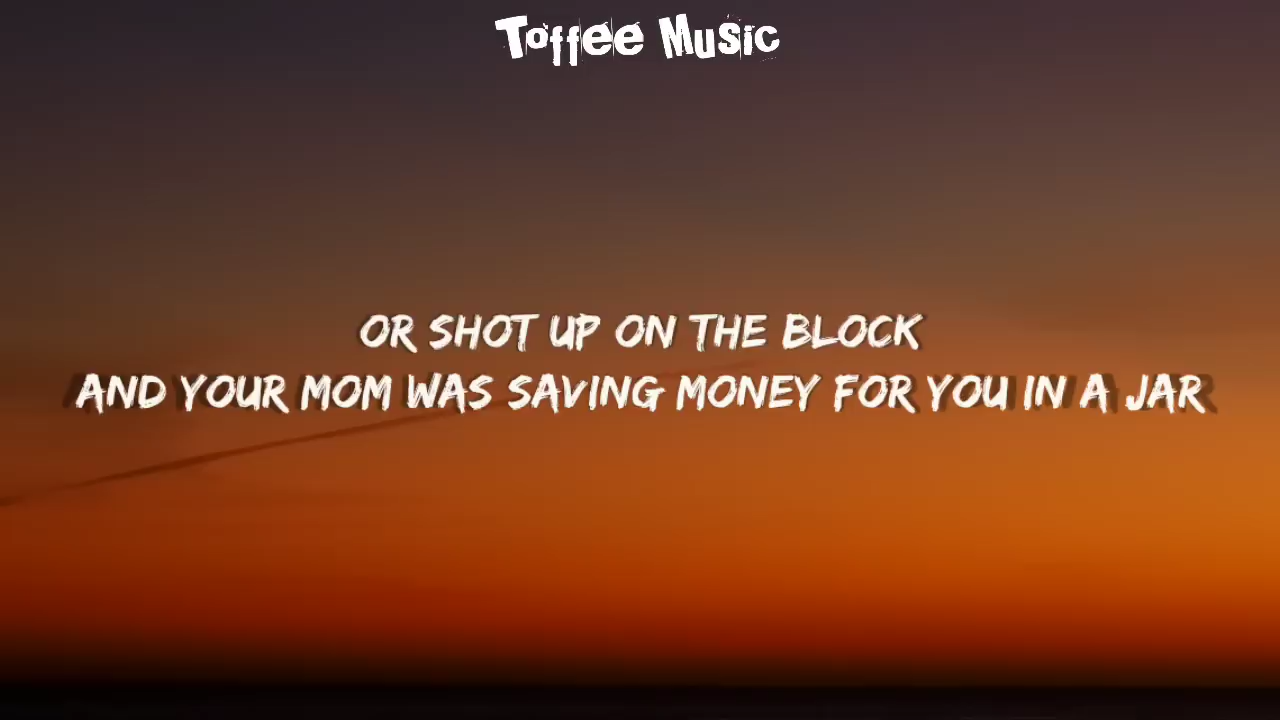 Toffee Music
OR SHOT UP ON THE BLOCK
AND YOUR MOM WAS SAVING MONEY FOR YOU IN A JAR